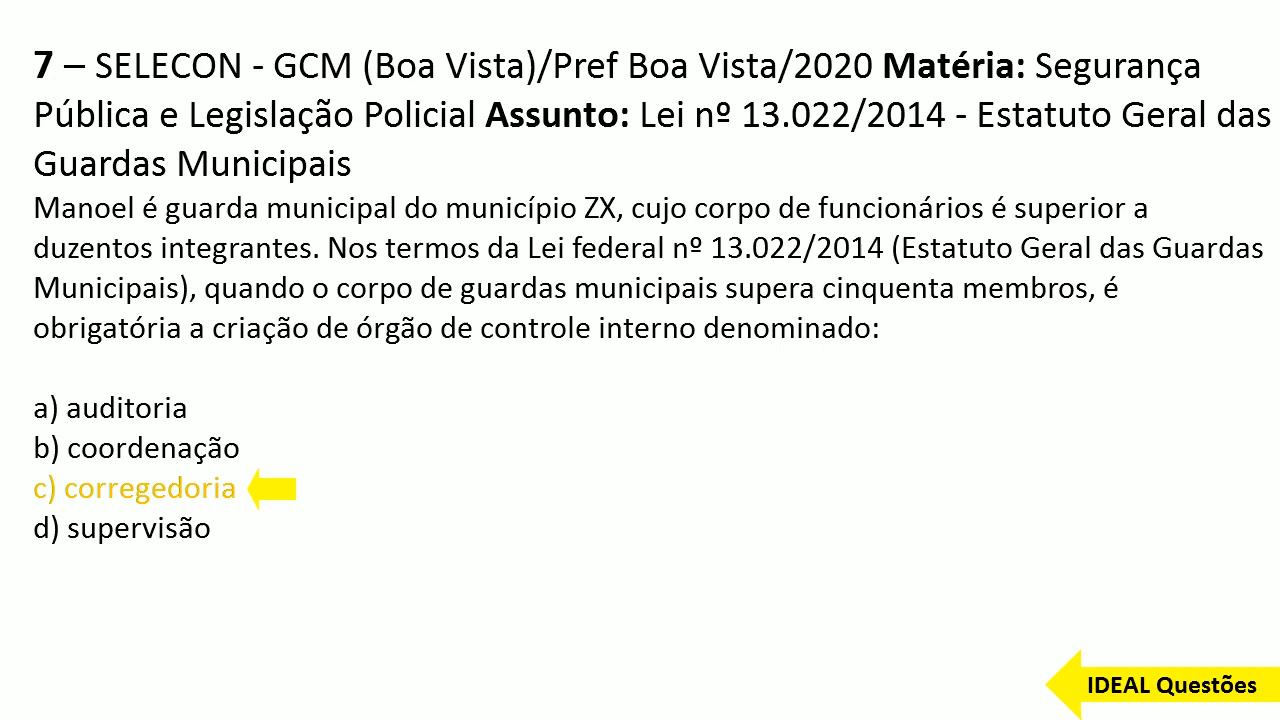 7 – SELECON - GCM (Boa Vista)/Pref Boa Vista/2020 Matéria: Segurança
Pública e Legislação Policial Assunto: Lei nº 13.022/2014 - Estatuto Geral das
Guardas Municipais
Manoel é guarda municipal do município ZX, cujo corpo de funcionários é superior a
duzentos integrantes. Nos termos da Lei federal nº 13.022/2014 (Estatuto Geral das Guardas
Municipais), quando o corpo de guardas municipais supera cinquenta membros, é
obrigatória a criação de órgão de controle interno denominado:
a) auditoria
b) coordenação
c) corregedoria
d) supervisão
IDEAL Questões